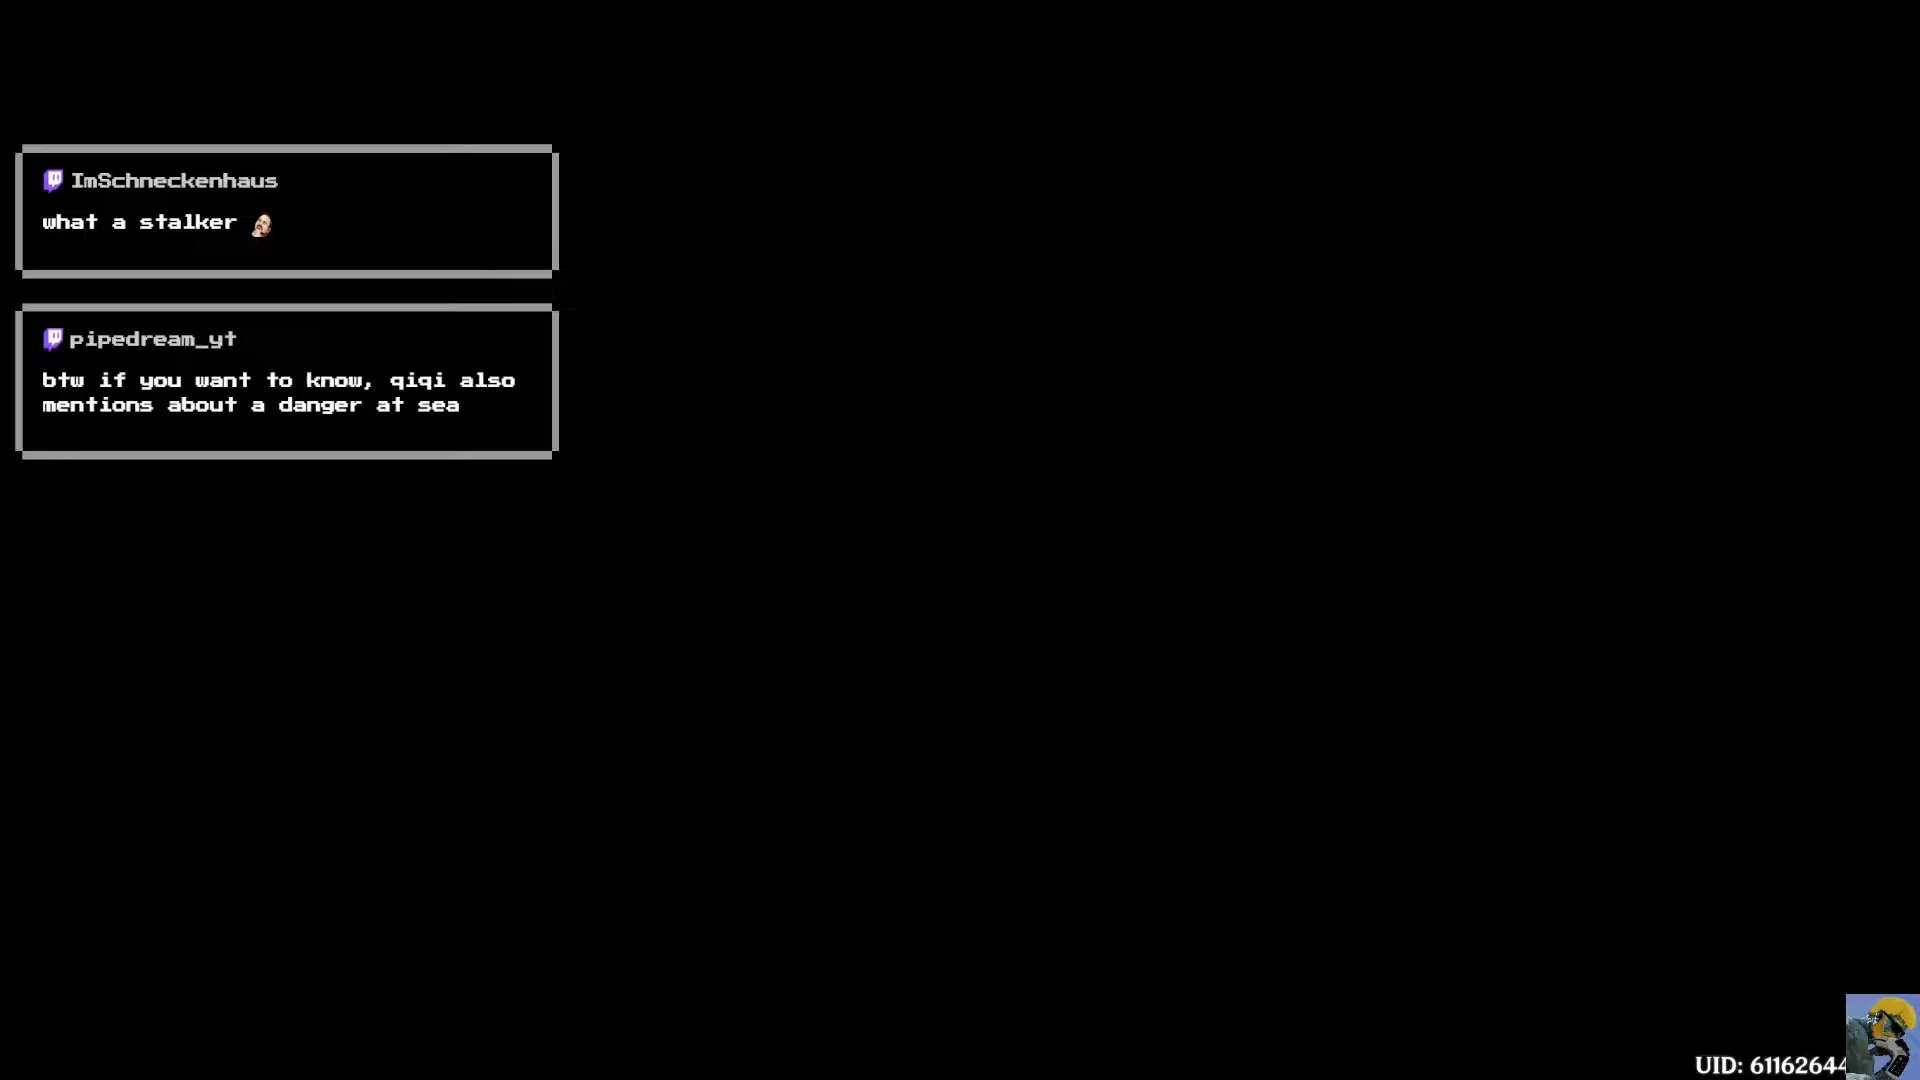 ImSchneckenhaus
what a stalker
pipedream_yt
btw if you want to know, qiqi also
mentions about a danger at sea
UID: 61162644